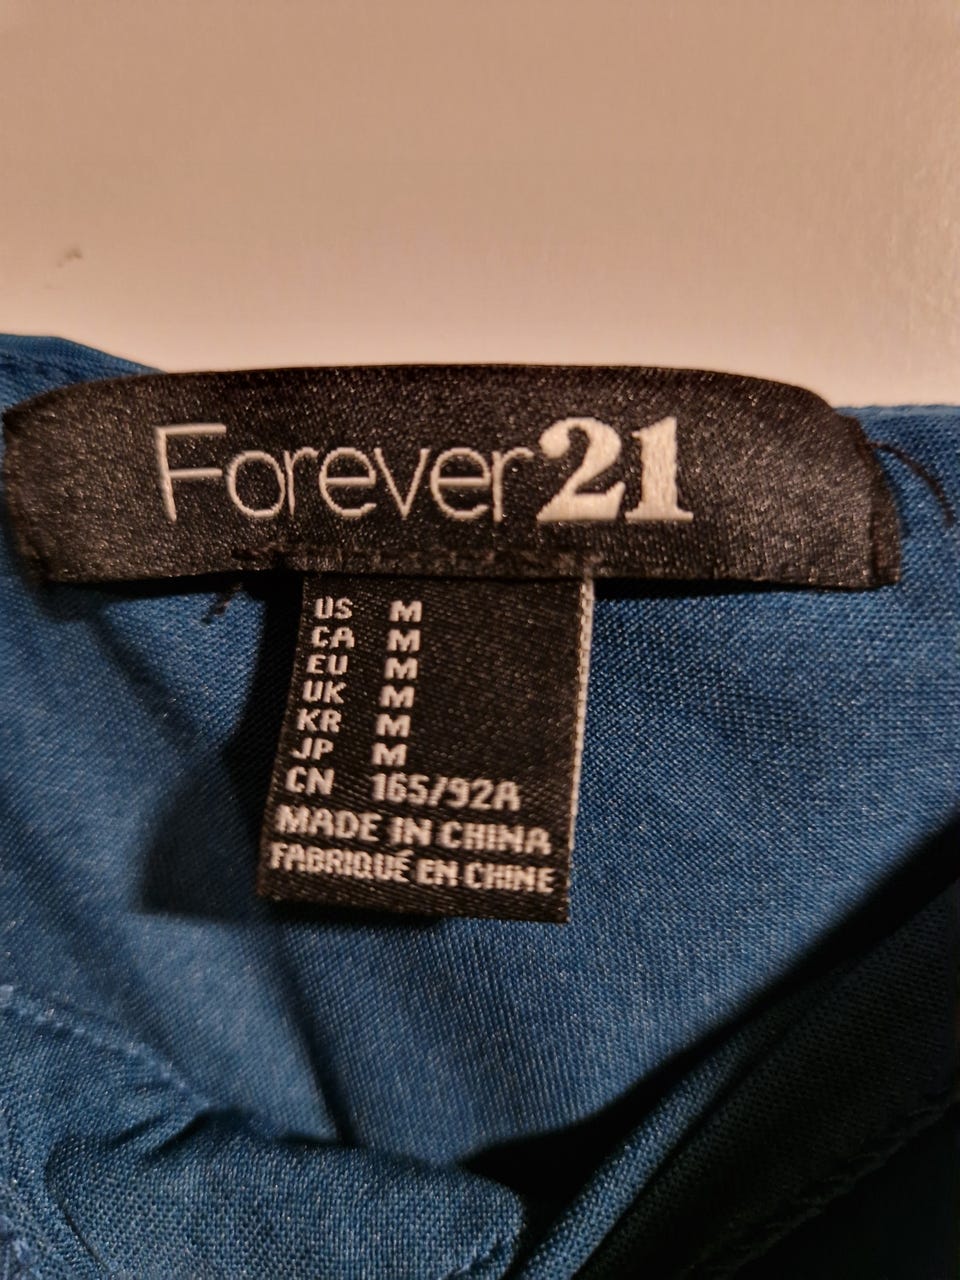 Forever21
US M
CA M
EU M
UK M
KR M
JP M
CN 165/92A
MADE IN CHINA
FABRIQUÉ EN CHINE